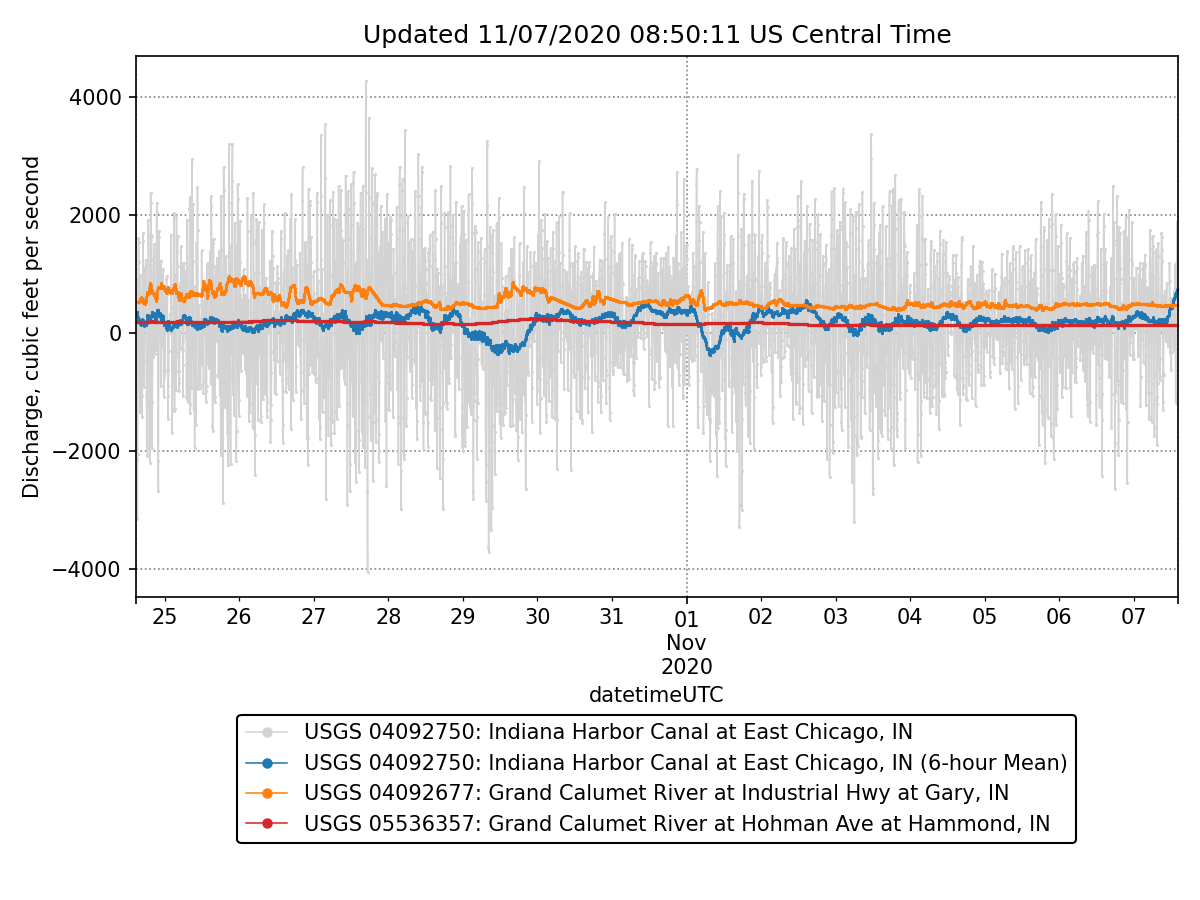 Updated 11/07/2020 08:50:11 US Central Time
Discharge, cubic feet per second
4000
2000
0
−2000
−4000
25 26 27 28 29 30 31 01 02 03 04 05 06 07
Nov
2020
datetimeUTC
USGS 04092750: Indiana Harbor Canal at East Chicago, IN
USGS 04092750: Indiana Harbor Canal at East Chicago, IN (6-hour Mean)
USGS 04092677: Grand Calumet River at Industrial Hwy at Gary, IN
USGS 05536357: Grand Calumet River at Hohman Ave at Hammond, IN